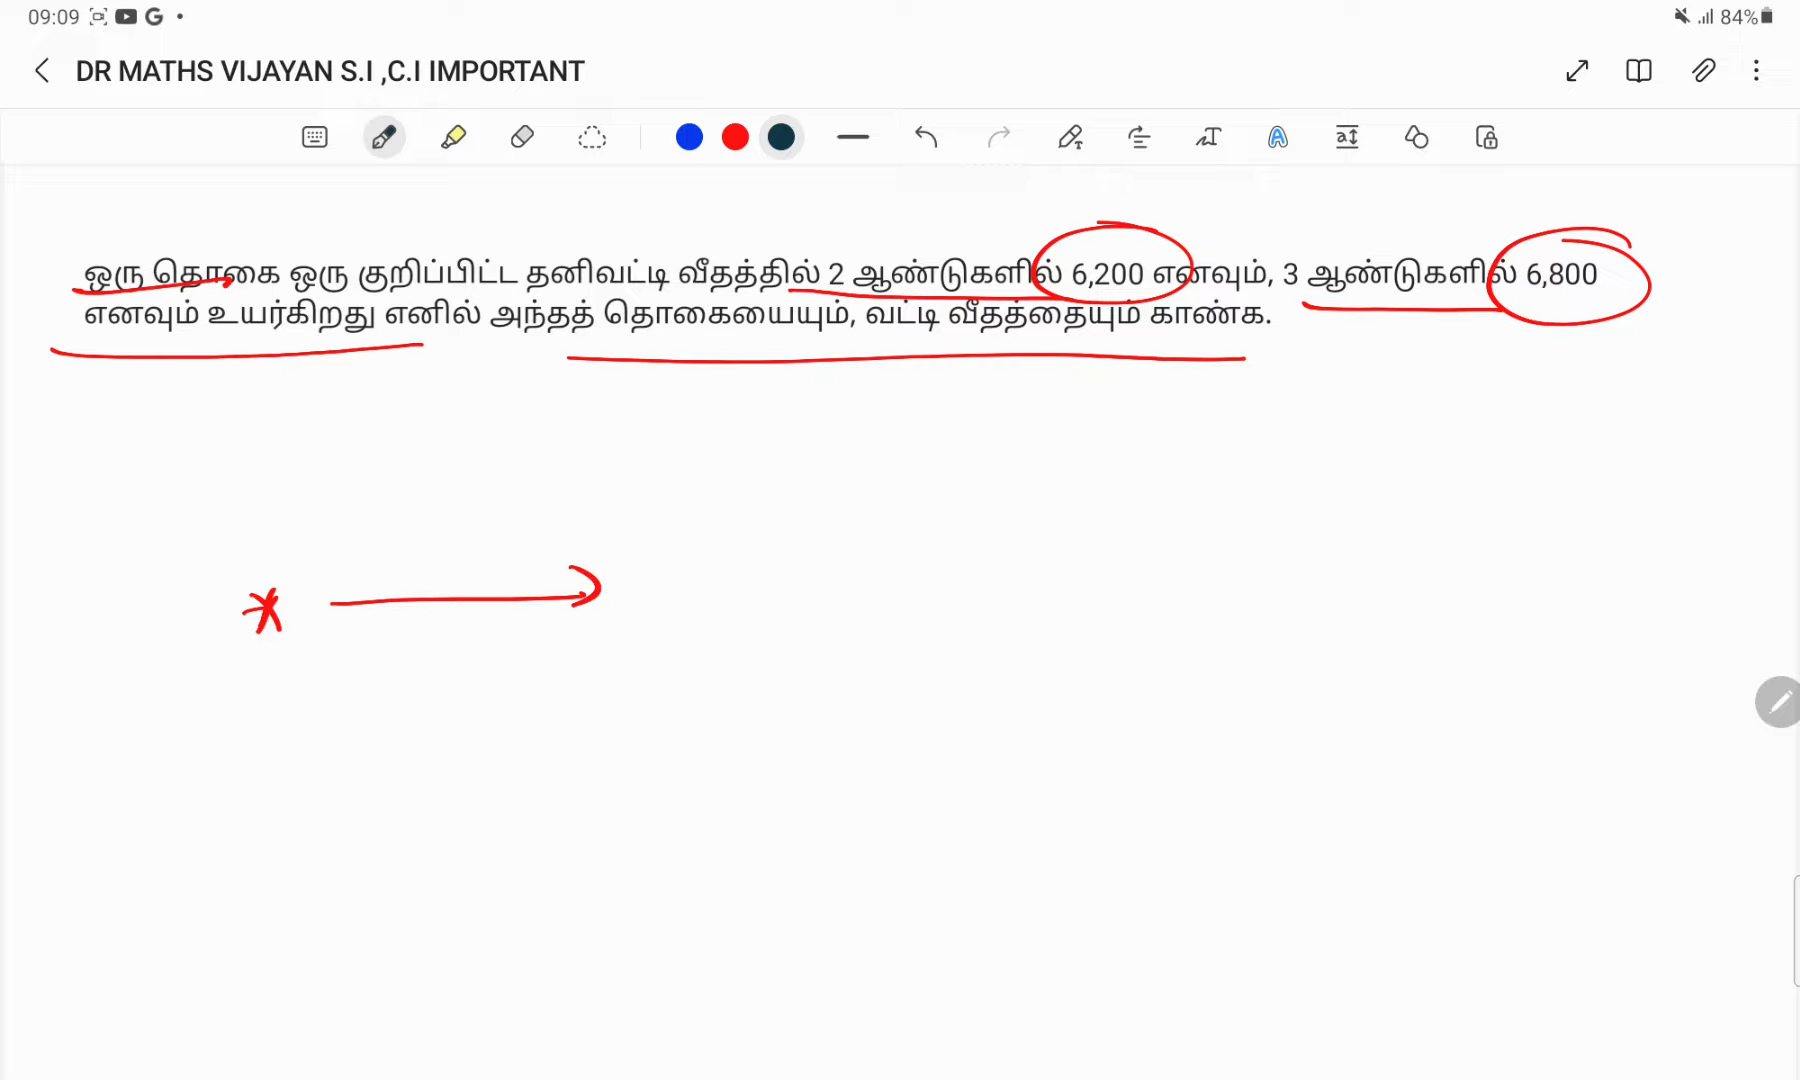 09:09
84%
DR MATHS VIJAYAN S.I ,C.I IMPORTANT
ஒரு தொகை ஒரு குறிப்பிட்ட தனிவட்டி வீதத்தில் 2 ஆண்டுகளில் 6,200 எனவும், 3 ஆண்டுகளில் 6,800
எனவும் உயர்கிறது எனில் அந்தத் தொகையையும், வட்டி வீதத்தையும் காண்க.